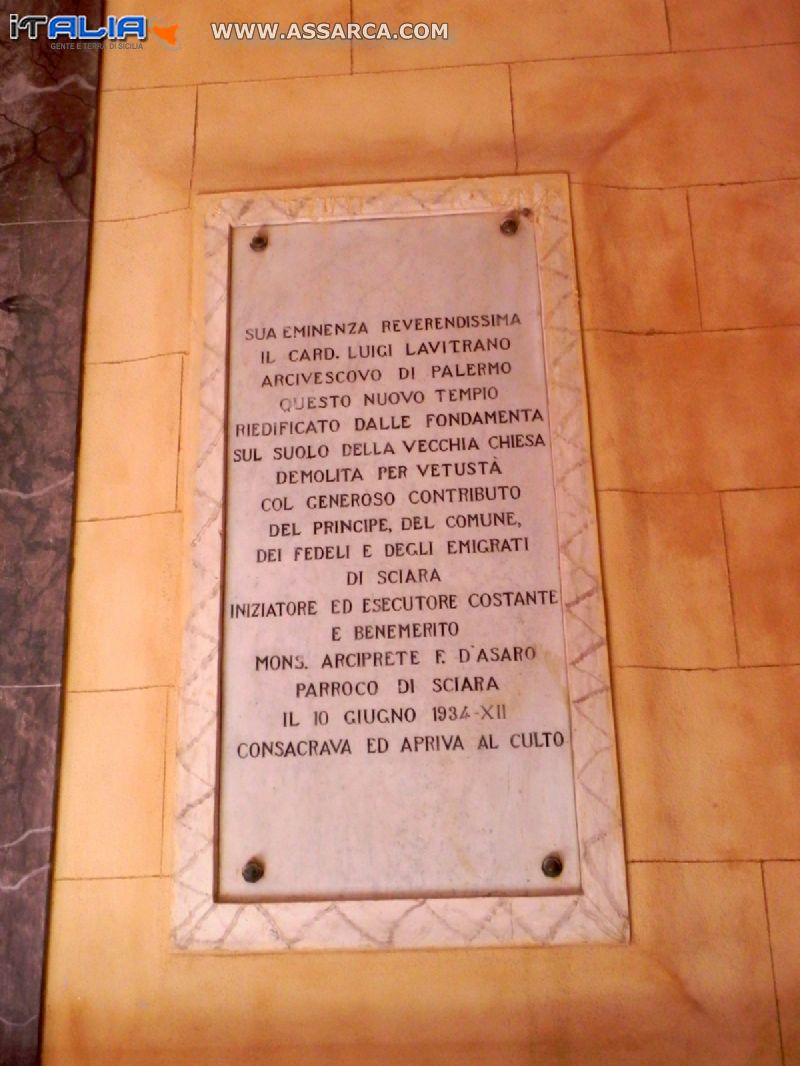 iTALIA
GENTE E TERRA DI SICILIA
WWW.ASSARCA.COM
SUA EMINENZA REVERENDISSIMA
IL CARD. LUIGI LAVITRANO
ARCIVESCOVO DI PALERMO
QUESTO NUOVO TEMPIO
RIEDIFICATO DALLE FONDAMENTA
SUL SUOLO DELLA VECCHIA CHIESA
DEMOLITA PER VETUSTÀ
COL GENEROSO CONTRIBUTO
DEL PRINCIPE, DEL COMUNE,
DEI FEDELI E DEGLI EMIGRATI
DI SCIARA
INIZIATORE ED ESECUTORE COSTANTE
E BENEMERITO
MONS. ARCIPRETE F. D'ASARO
PARROCO DI SCIARA
IL 10 GIUGNO 1934-XII
CONSACRAVA ED APRIVA AL CULTO